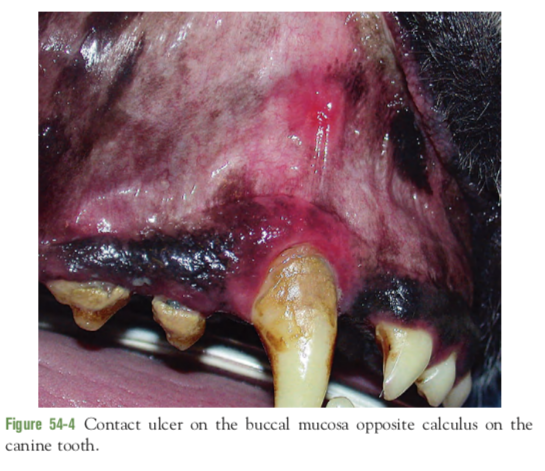 Figure 54-4 Contact ulcer on the buccal mucosa opposite calculus on the
canine tooth.